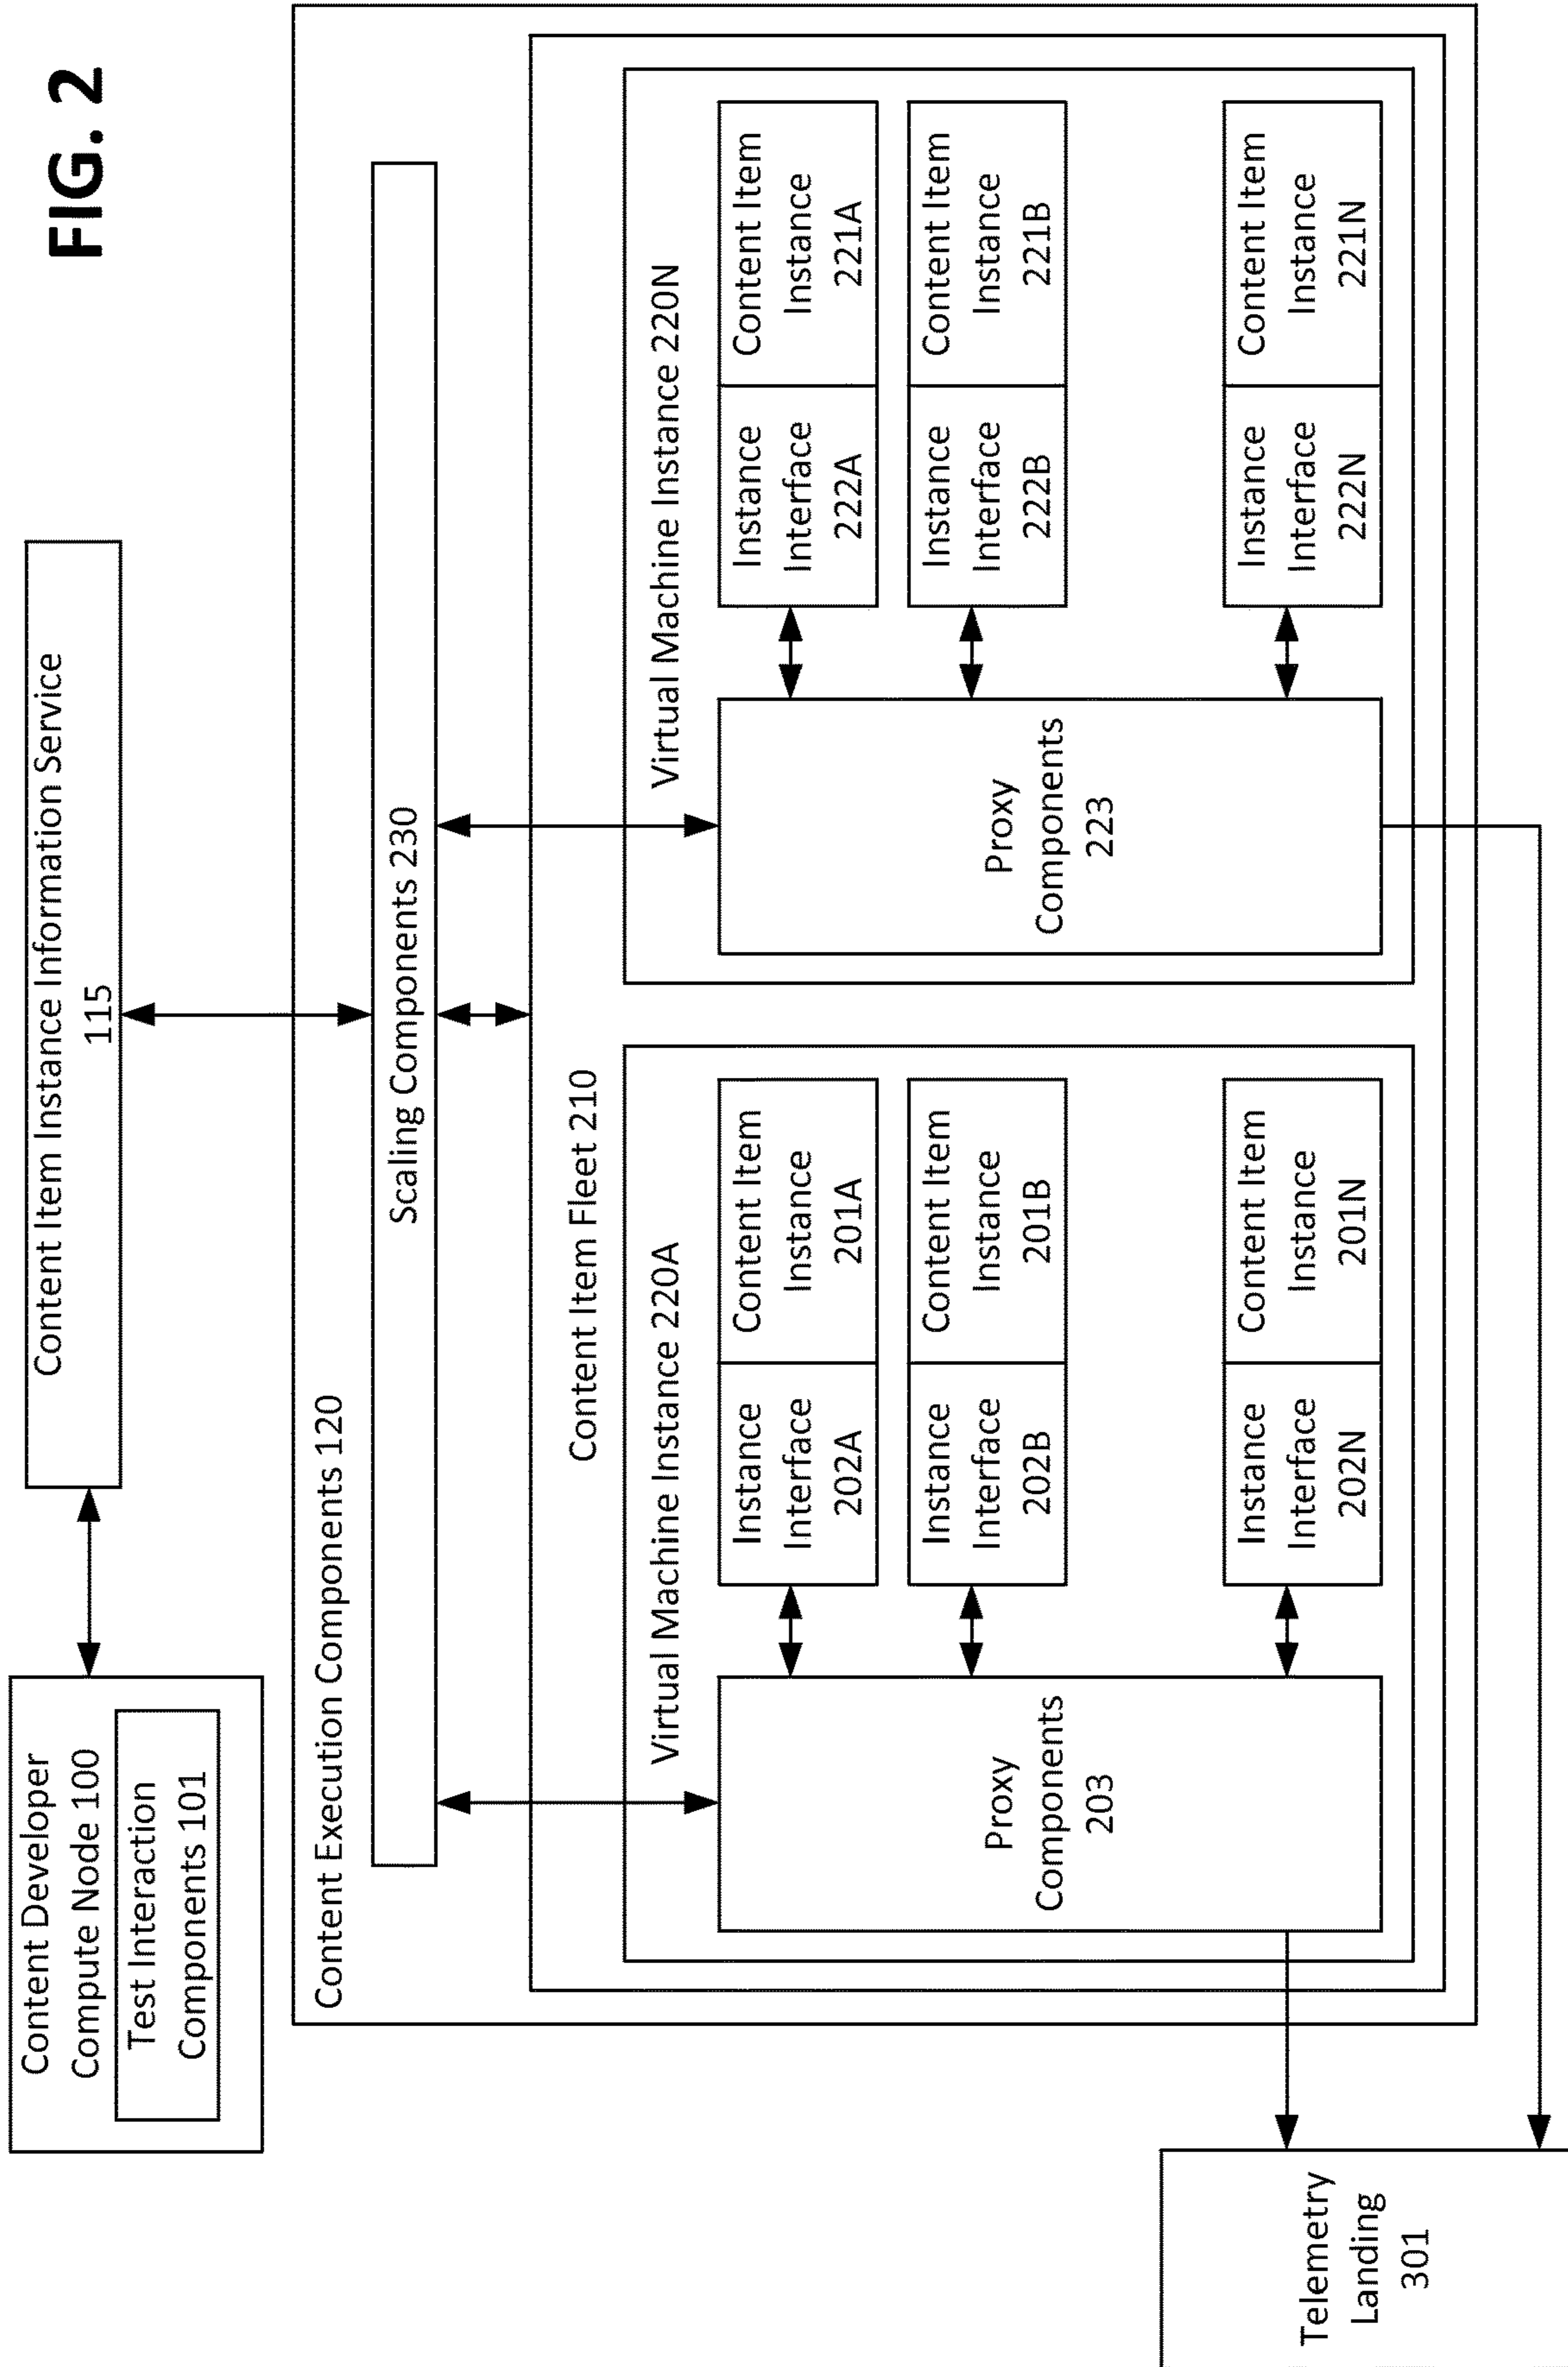 FIG. 2
Content Developer
Compute Node 100
Test Interaction
Components 101
Content Item Instance Information Service
115
Content Execution Components 120
Scaling Components 230
Content Item Fleet 210
Virtual Machine Instance 220A
Proxy
Components
203
Instance
Interface
202A
Content Item
Instance
201A
Instance
Interface
202B
Content Item
Instance
201B
Instance
Interface
202N
Content Item
Instance
201N
Virtual Machine Instance 220N
Proxy
Components
223
Instance
Interface
222A
Content Item
Instance
221A
Instance
Interface
222B
Content Item
Instance
221B
Instance
Interface
222N
Content Item
Instance
221N
Telemetry
Landing
301